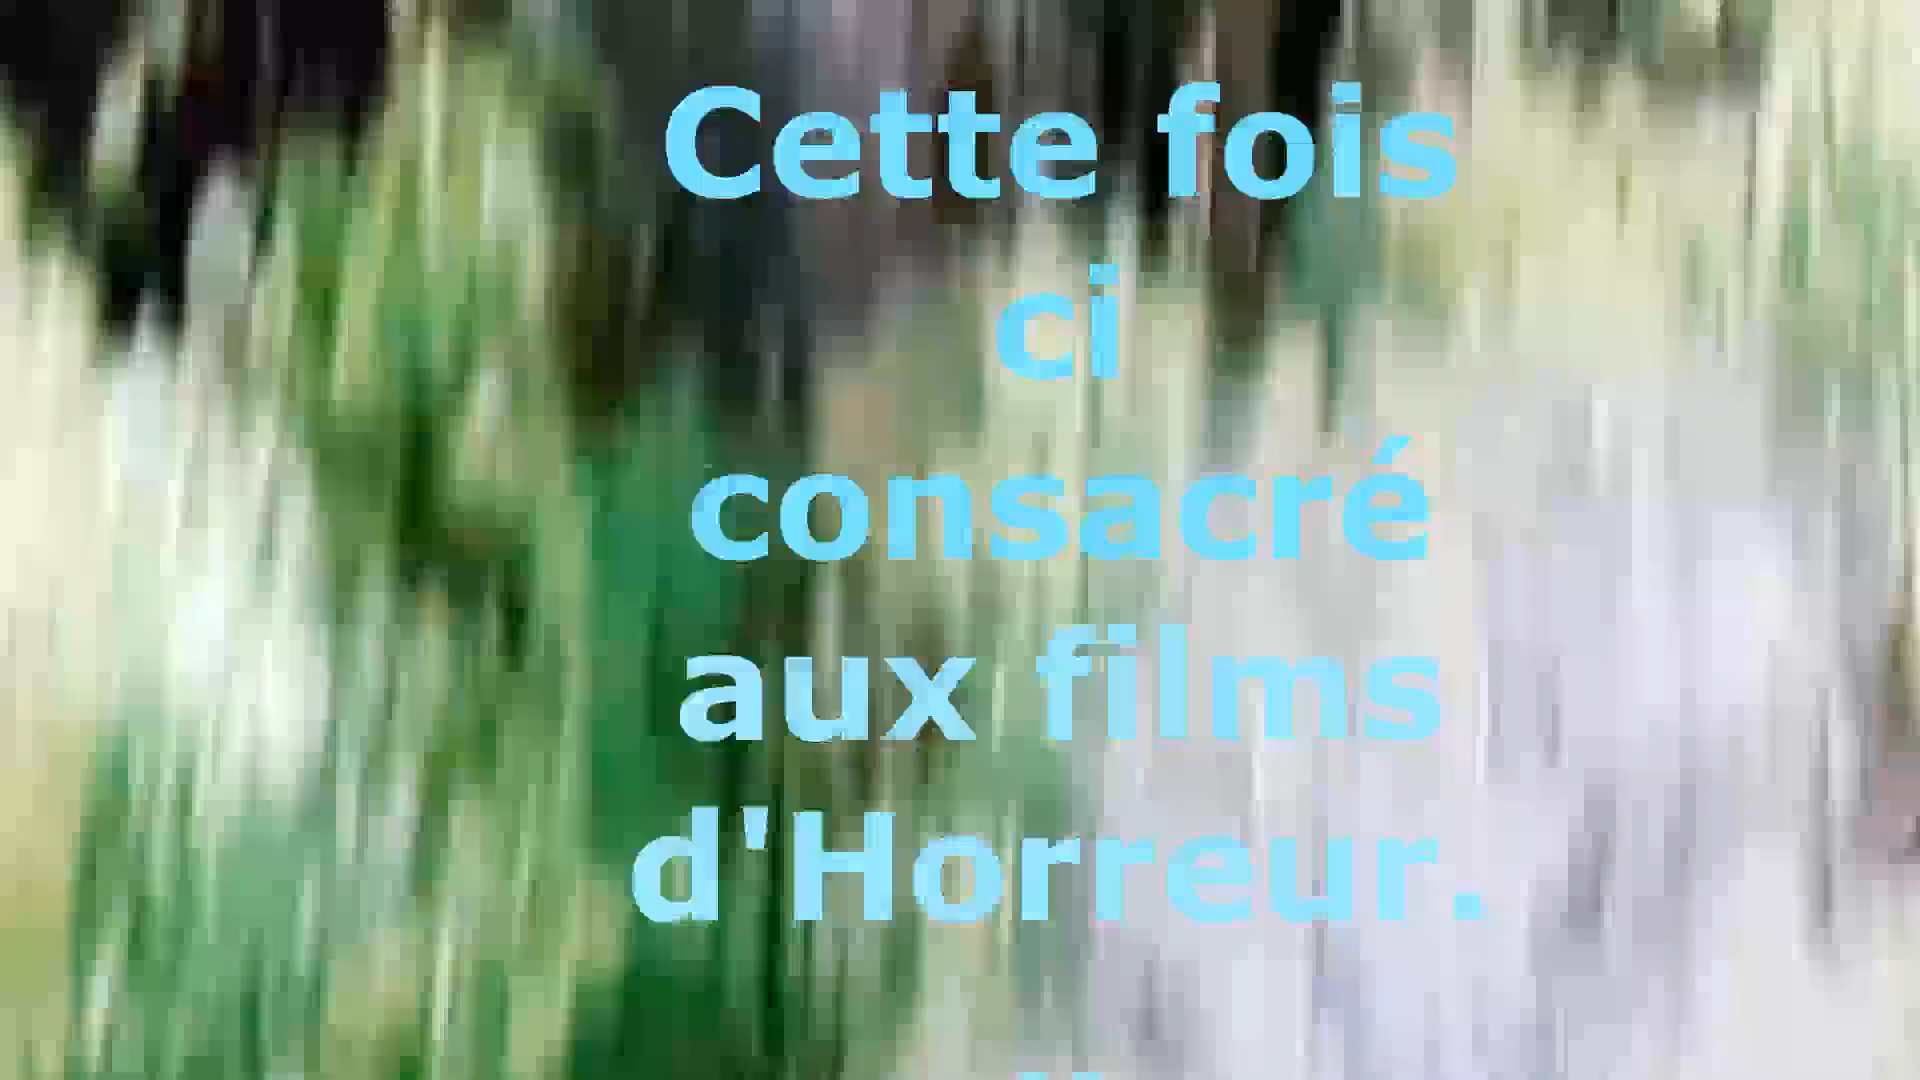 Cette fois
ci
consacré
aux films
d'Horreur.